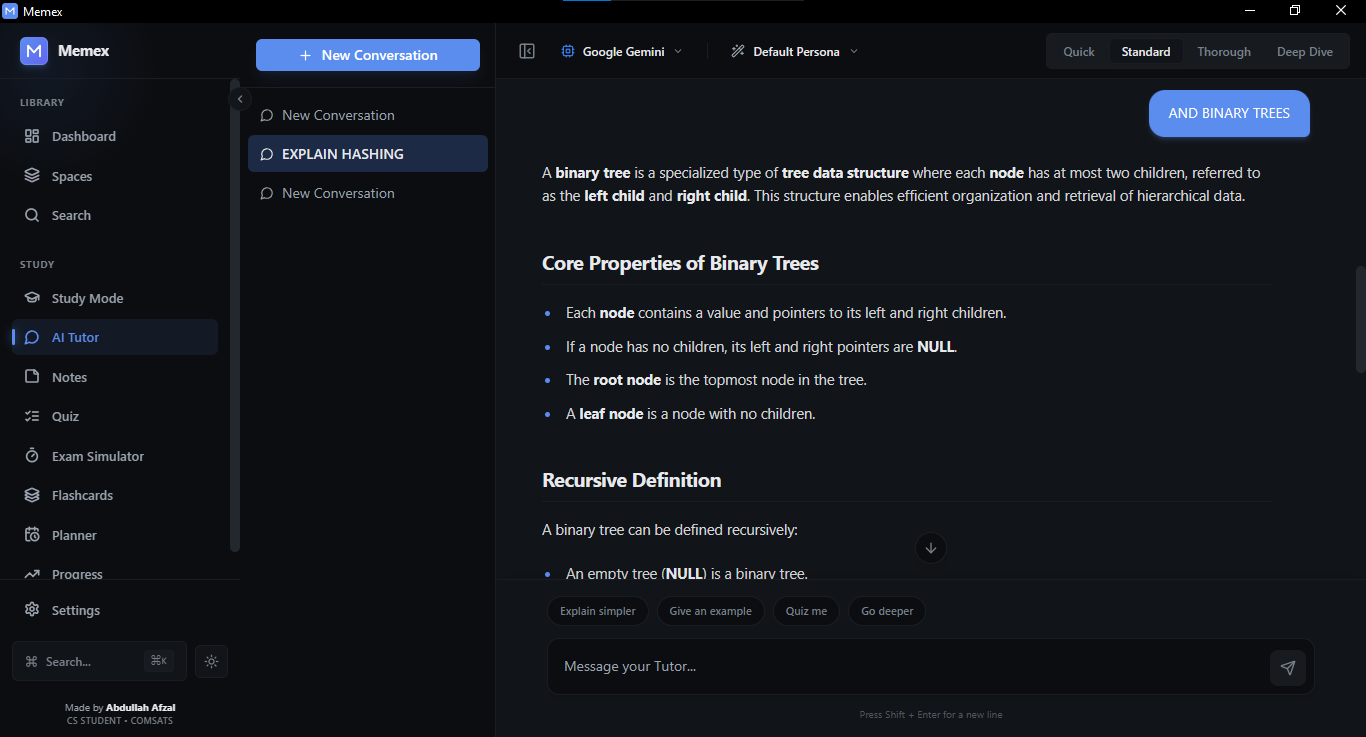 Memex
Memex
LIBRARY
Dashboard
Spaces
Search
STUDY
Study Mode
AI Tutor
Notes
Quiz
Exam Simulator
Flashcards
Planner
Progress
Settings
Search...
⌘K
Made by Abdullah Afzal
CS STUDENT • COMSATS
+ New Conversation
New Conversation
EXPLAIN HASHING
New Conversation
Google Gemini
Default Persona
Quick
Standard
Thorough
Deep Dive
AND BINARY TREES
A binary tree is a specialized type of tree data structure where each node has at most two children, referred to
as the left child and right child. This structure enables efficient organization and retrieval of hierarchical data.
Core Properties of Binary Trees
• Each node contains a value and pointers to its left and right children.
• If a node has no children, its left and right pointers are NULL.
• The root node is the topmost node in the tree.
• A leaf node is a node with no children.
Recursive Definition
A binary tree can be defined recursively:
• An empty tree (NULL) is a binary tree.
Explain simpler
Give an example
Quiz me
Go deeper
Message your Tutor...
Press Shift + Enter for a new line